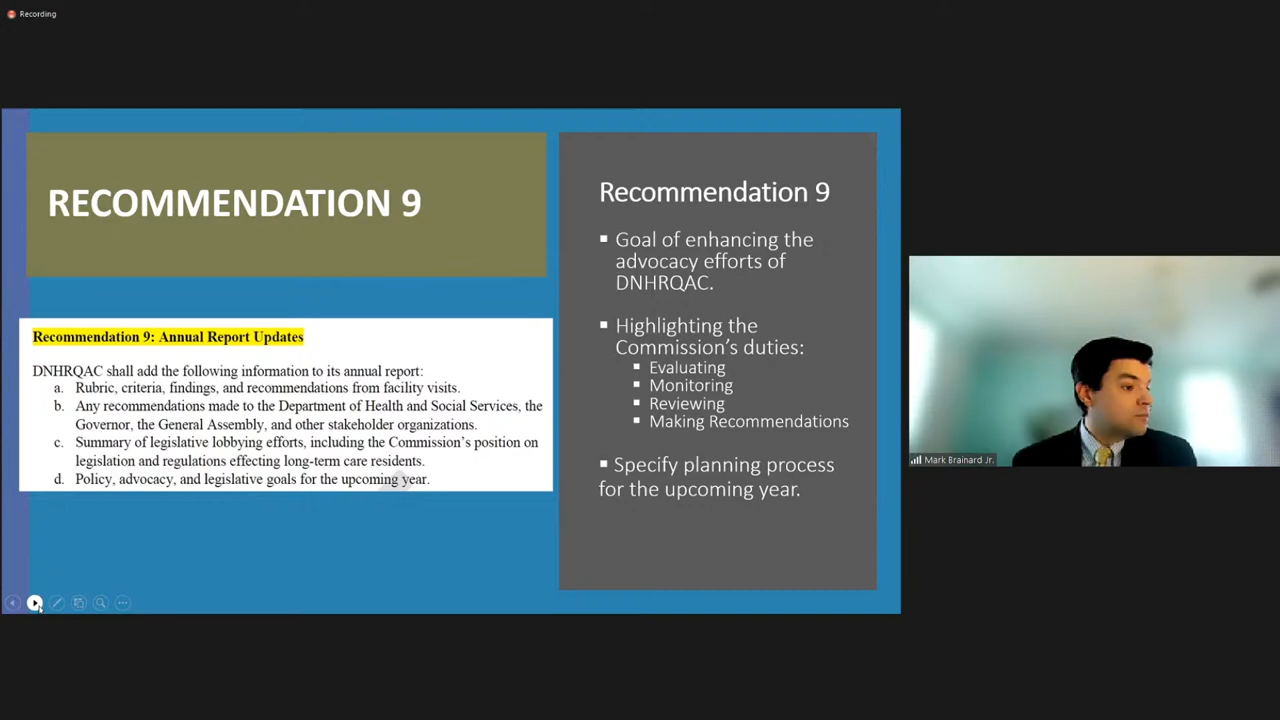 Recording
RECOMMENDATION 9
Recommendation 9: Annual Report Updates
DNHRQAC shall add the following information to its annual report:
a. Rubric, criteria, findings, and recommendations from facility visits.
b. Any recommendations made to the Department of Health and Social Services, the
Governor, the General Assembly, and other stakeholder organizations.
c. Summary of legislative lobbying efforts, including the Commission's position on
legislation and regulations effecting long-term care residents.
d. Policy, advocacy, and legislative goals for the upcoming year.
Recommendation 9
▪ Goal of enhancing the
advocacy efforts of
DNHRQAC.
▪ Highlighting the
Commission's duties:
▪ Evaluating
▪ Monitoring
▪ Reviewing
▪ Making Recommendations
▪ Specify planning process
for the upcoming year.
Mark Brainard Jr.